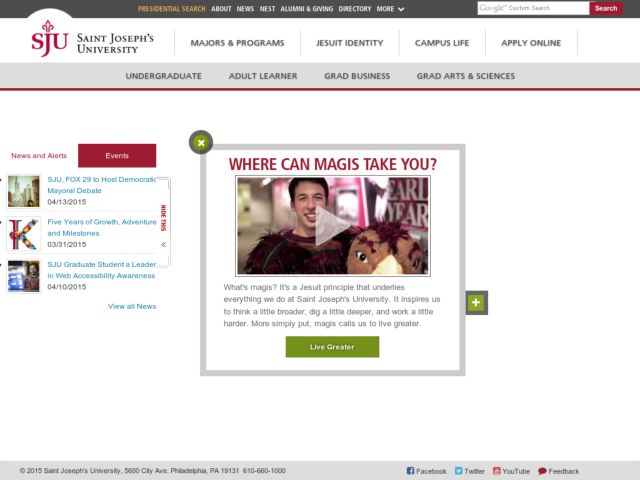 PRESIDENTIAL SEARCH ABOUT NEWS NEST ALUMNI & GIVING DIRECTORY MORE
Google™ Custom Search
Search
SJU SAINT JOSEPH'S
UNIVERSITY
MAJORS & PROGRAMS JESUIT IDENTITY CAMPUS LIFE APPLY ONLINE
UNDERGRADUATE ADULT LEARNER GRAD BUSINESS GRAD ARTS & SCIENCES
News and Alerts Events
SJU, FOX 29 to Host Democratic
Mayoral Debate
04/13/2015
Five Years of Growth, Adventure
and Milestones
03/31/2015
SJU Graduate Student a Leader
in Web Accessibility Awareness
04/10/2015
View all News
HIDE THIS
WHERE CAN MAGIS TAKE YOU?
EARL
YEAR
What's magis? It's a Jesuit principle that underlies
everything we do at Saint Joseph's University. It inspires us
to think a little broader, dig a little deeper, and work a little
harder. More simply put, magis calls us to live greater.
Live Greater
© 2015 Saint Joseph's University, 5600 City Ave. Philadelphia, PA 19131 610-660-1000
Facebook Twitter YouTube Feedback